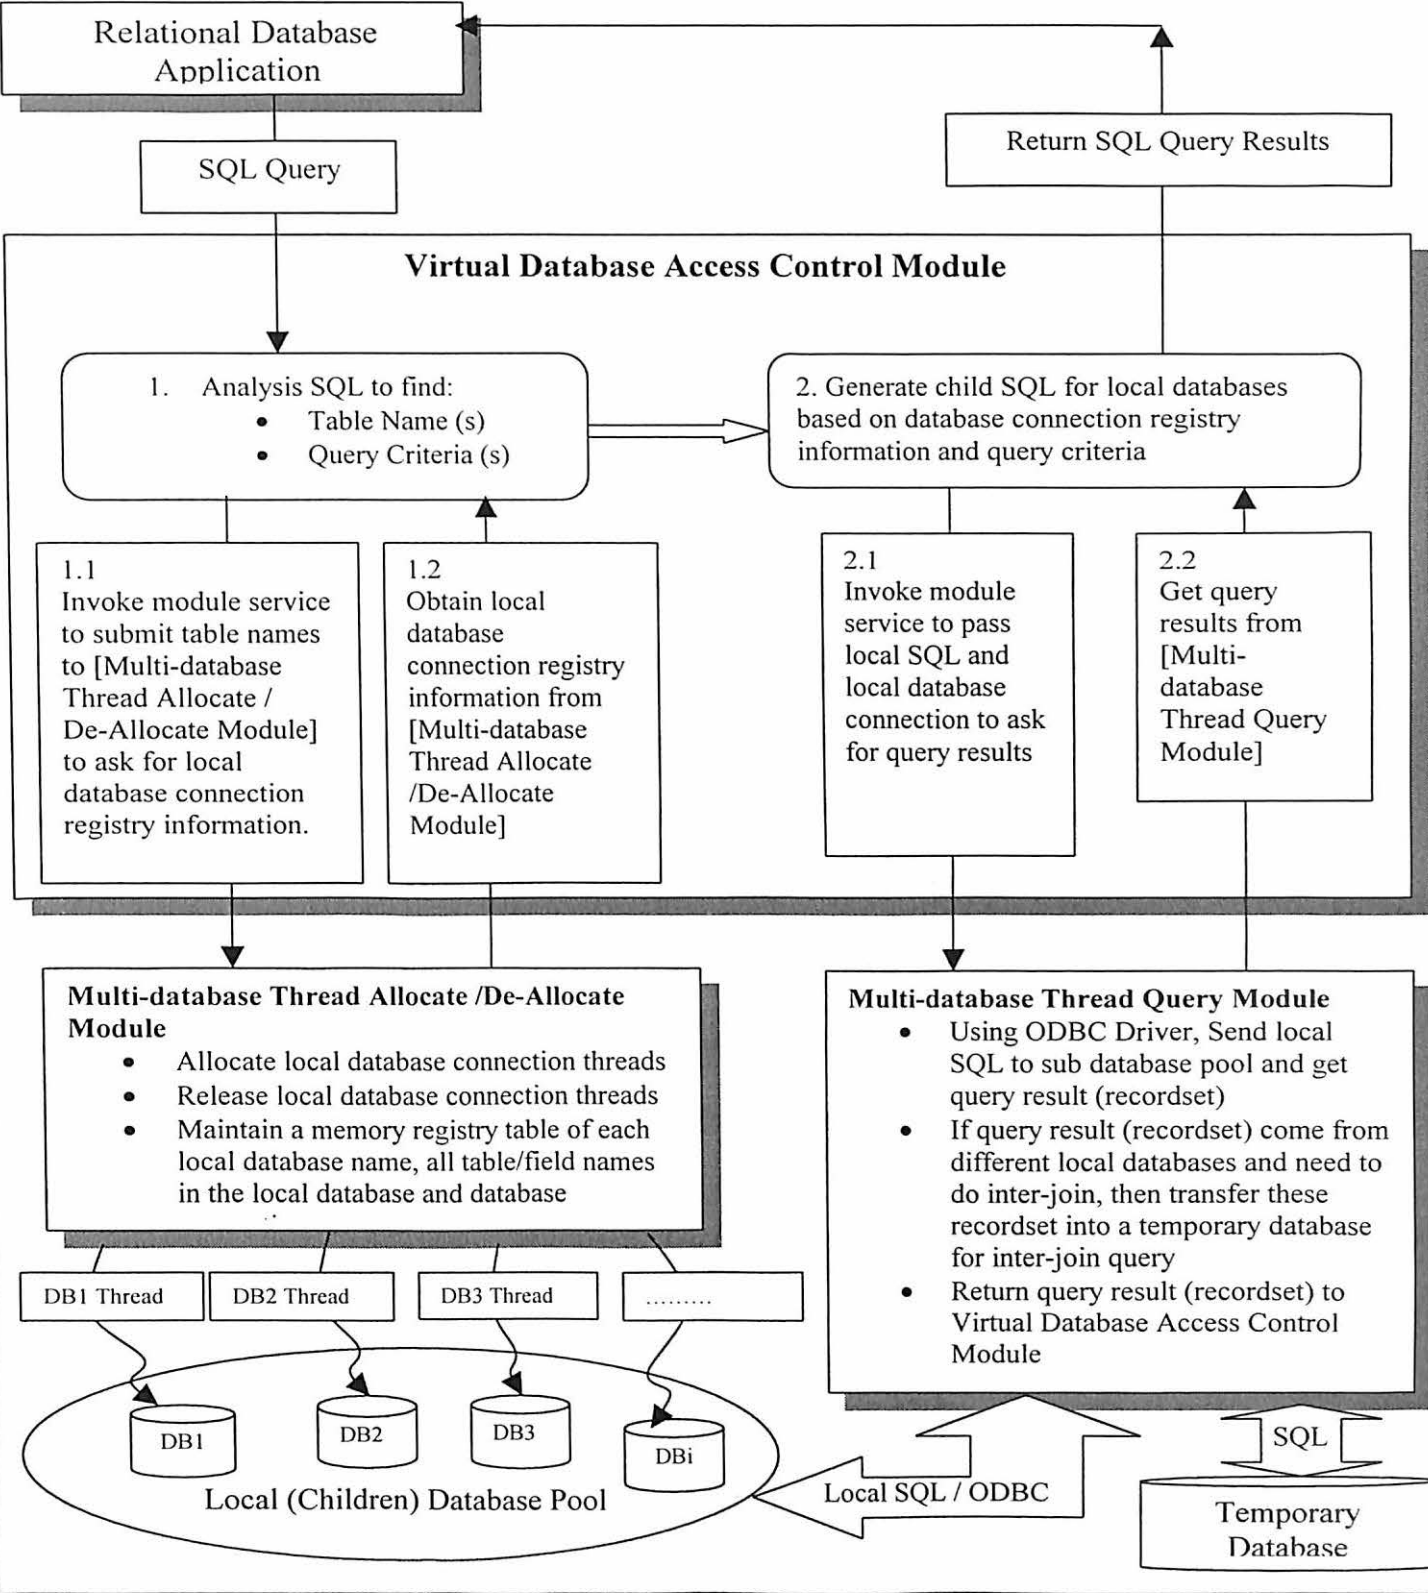 Relational Database
Application
SQL Query
Return SQL Query Results
Virtual Database Access Control Module
1. Analysis SQL to find:
• Table Name (s)
• Query Criteria (s)
2. Generate child SQL for local databases
based on database connection registry
information and query criteria
1.1
Invoke module service
to submit table names
to [Multi-database
Thread Allocate /
De-Allocate Module]
to ask for local
database connection
registry information.
1.2
Obtain local
database
connection registry
information from
[Multi-database
Thread Allocate
/De-Allocate
Module]
2.1
Invoke module
service to pass
local SQL and
local database
connection to ask
for query results
2.2
Get query
results from
[Multi-
database
Thread Query
Module]
Multi-database Thread Allocate /De-Allocate
Module
• Allocate local database connection threads
• Release local database connection threads
• Maintain a memory registry table of each
local database name, all table/field names
in the local database and database
Multi-database Thread Query Module
• Using ODBC Driver, Send local
SQL to sub database pool and get
query result (recordset)
• If query result (recordset) come from
different local databases and need to
do inter-join, then transfer these
recordset into a temporary database
for inter-join query
• Return query result (recordset) to
Virtual Database Access Control
Module
DB1 Thread
DB2 Thread
DB3 Thread
.........
DB1
DB2
DB3
DBi
Local (Children) Database Pool
Local SQL / ODBC
SQL
Temporary
Database